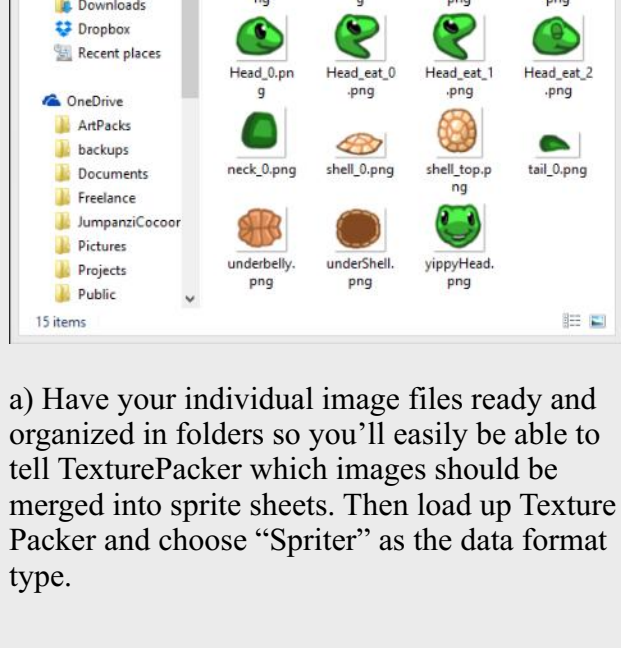 Downloads
ng g png png
Dropbox
Recent places
Head_0.pn Head_eat_0 Head_eat_1 Head_eat_2
g .png .png .png
OneDrive
ArtPacks
backups
Documents
neck_0.png shell_0.png shell_top.p tail_0.png
ng
Freelance
JumpanziCocoor
Pictures
Projects
underbelly. underShell. yippyHead.
png png png
Public
15 items
a) Have your individual image files ready and
organized in folders so you’ll easily be able to
tell TexturePacker which images should be
merged into sprite sheets. Then load up Texture
Packer and choose “Spriter” as the data format
type.